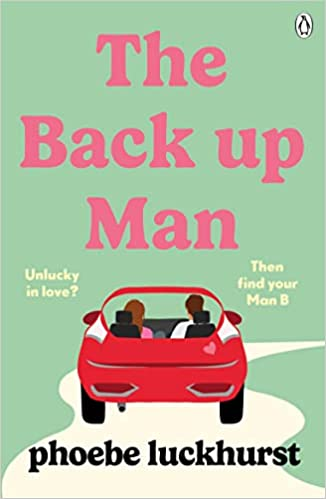 The
Back up
Man
Unlucky
in love?
Then
find your
Man B
phoebe luckhurst